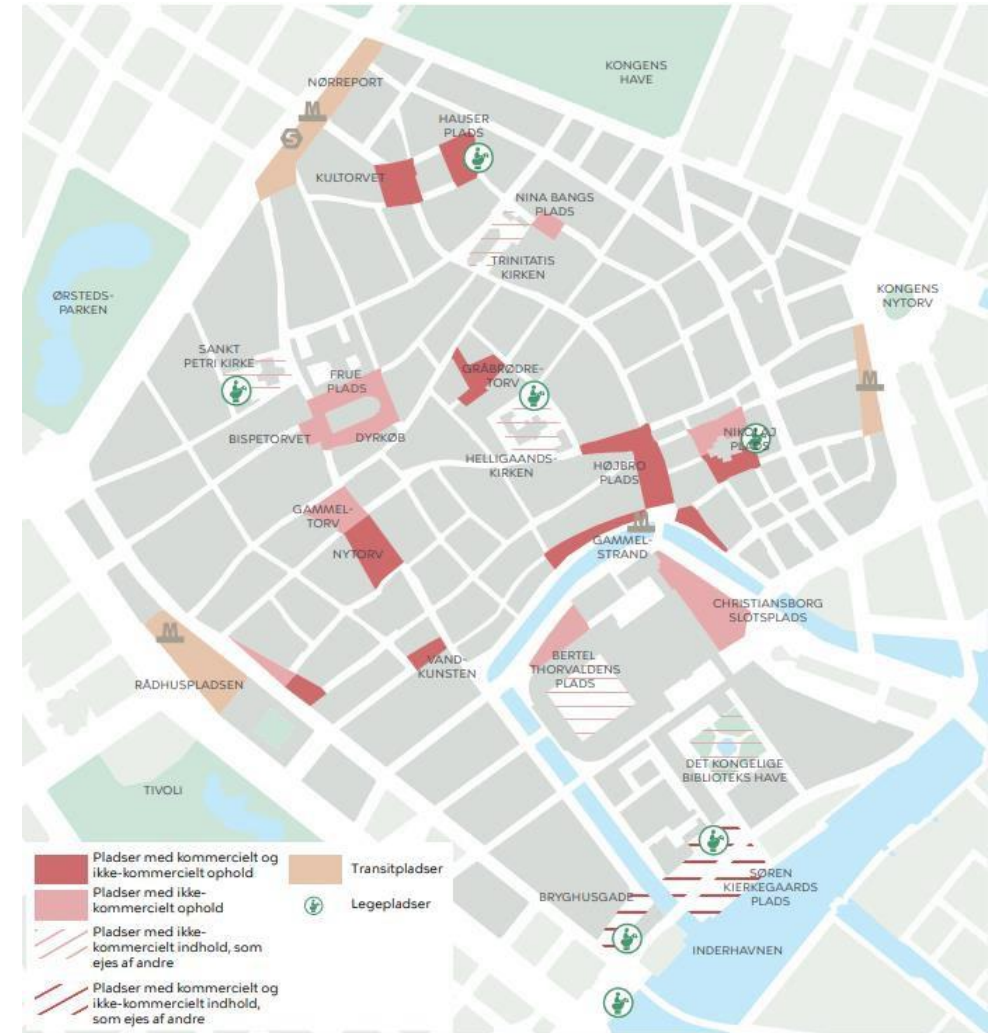 NØRREPORT
M
S
KONGENS
HAVE
HAUSER
PLADS
KULTORVET
NINA BANGS
PLADS
TRINITATIS
KIRKEN
ØRSTEDS-
PARKEN
KONGENS
NYTORV
M
SANKT
PETRI KIRKE
FRUE
PLADS
GRÅBRØDRE-
TORV
BISPETORVET
DYRKØB
NIKOLAJ
PLADS
HELLIGAANDS-
KIRKEN
HØJBRO
PLADS
GAMMEL-
TORV
NYTORV
M
GAMMEL-
STRAND
CHRISTIANSBORG
SLOTSPLADS
M
RÅDHUSPLADSEN
VAND-
KUNSTEN
BERTEL
THORVALDENS
PLADS
DET KONGELIGE
BIBLIOTEKS HAVE
TIVOLI
SØREN
KIERKEGAARDS
PLADS
BRYGHUSGADE
INDERHAVNEN
Pladser med kommercielt og
ikke-kommercielt ophold
Pladser med ikke-
kommercielt ophold
Pladser med ikke-
kommercielt indhold, som
ejes af andre
Pladser med kommercielt og
ikke-kommercielt indhold,
som ejes af andre
Transitpladser
Legepladser